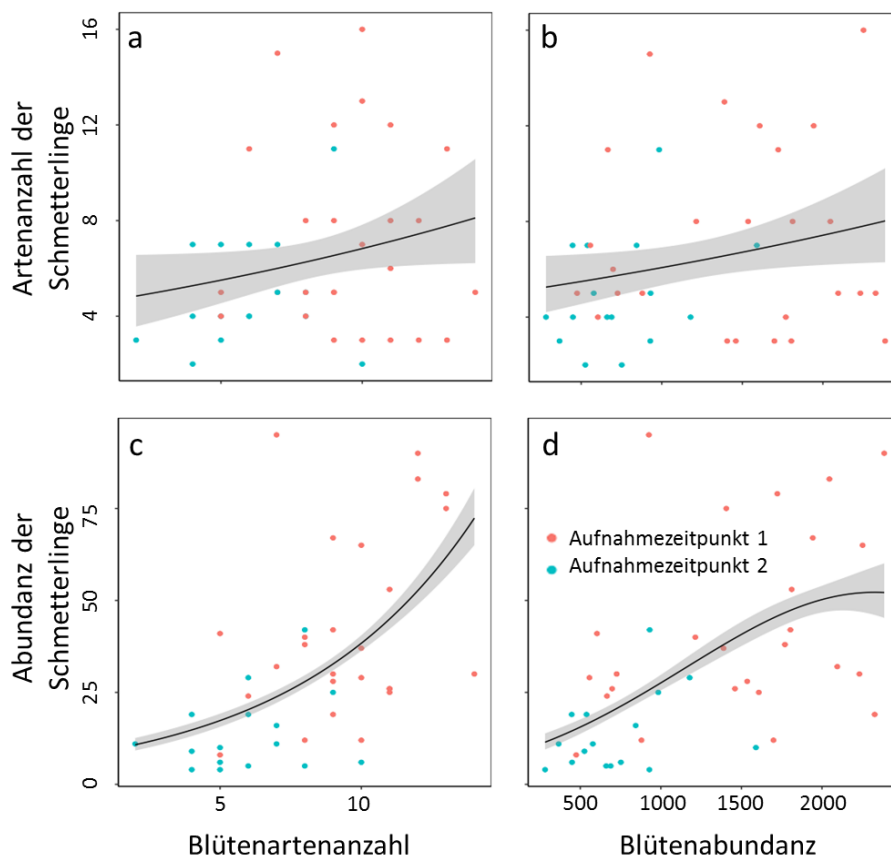 a
b
16
12
8
4
Artenanzahl der
Schmetterlinge
c
d
75
50
25
0
Abundanz der
Schmetterlinge
Aufnahmezeitpunkt 1
Aufnahmezeitpunkt 2
5
10
500
1000
1500
2000
Blütenartenanzahl
Blütenabundanz